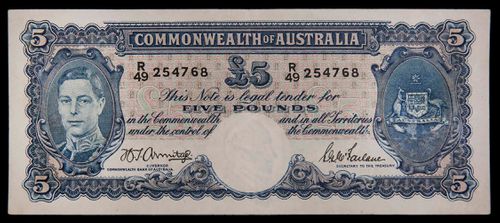 5 COMMONWEALTH OF AUSTRALIA 5
R/49 254768 £5 R/49 254768
This Note is legal tender for
FIVE POUNDS
in the Commonwealth and in all Territories
under the control of the Commonwealth.
GOVERNOR
COMMONWEALTH BANK OF AUSTRALIA
SECRETARY TO THE TREASURY
5 5